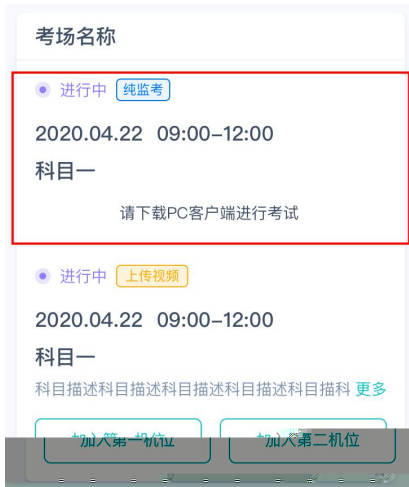 考场名称
进行中 纯监考
2020.04.22 09:00-12:00
科目一
请下载PC客户端进行考试
进行中 上传视频
2020.04.22 09:00-12:00
科目一
科目描述科目描述科目描述科目描述科目描科 更多
加入第一机位 加入第二机位